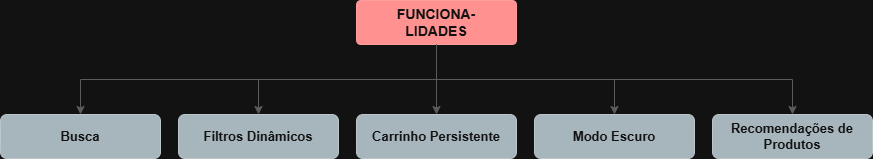 FUNCIONA-
LIDADES
Busca
Filtros Dinâmicos
Carrinho Persistente
Modo Escuro
Recomendações de
Produtos